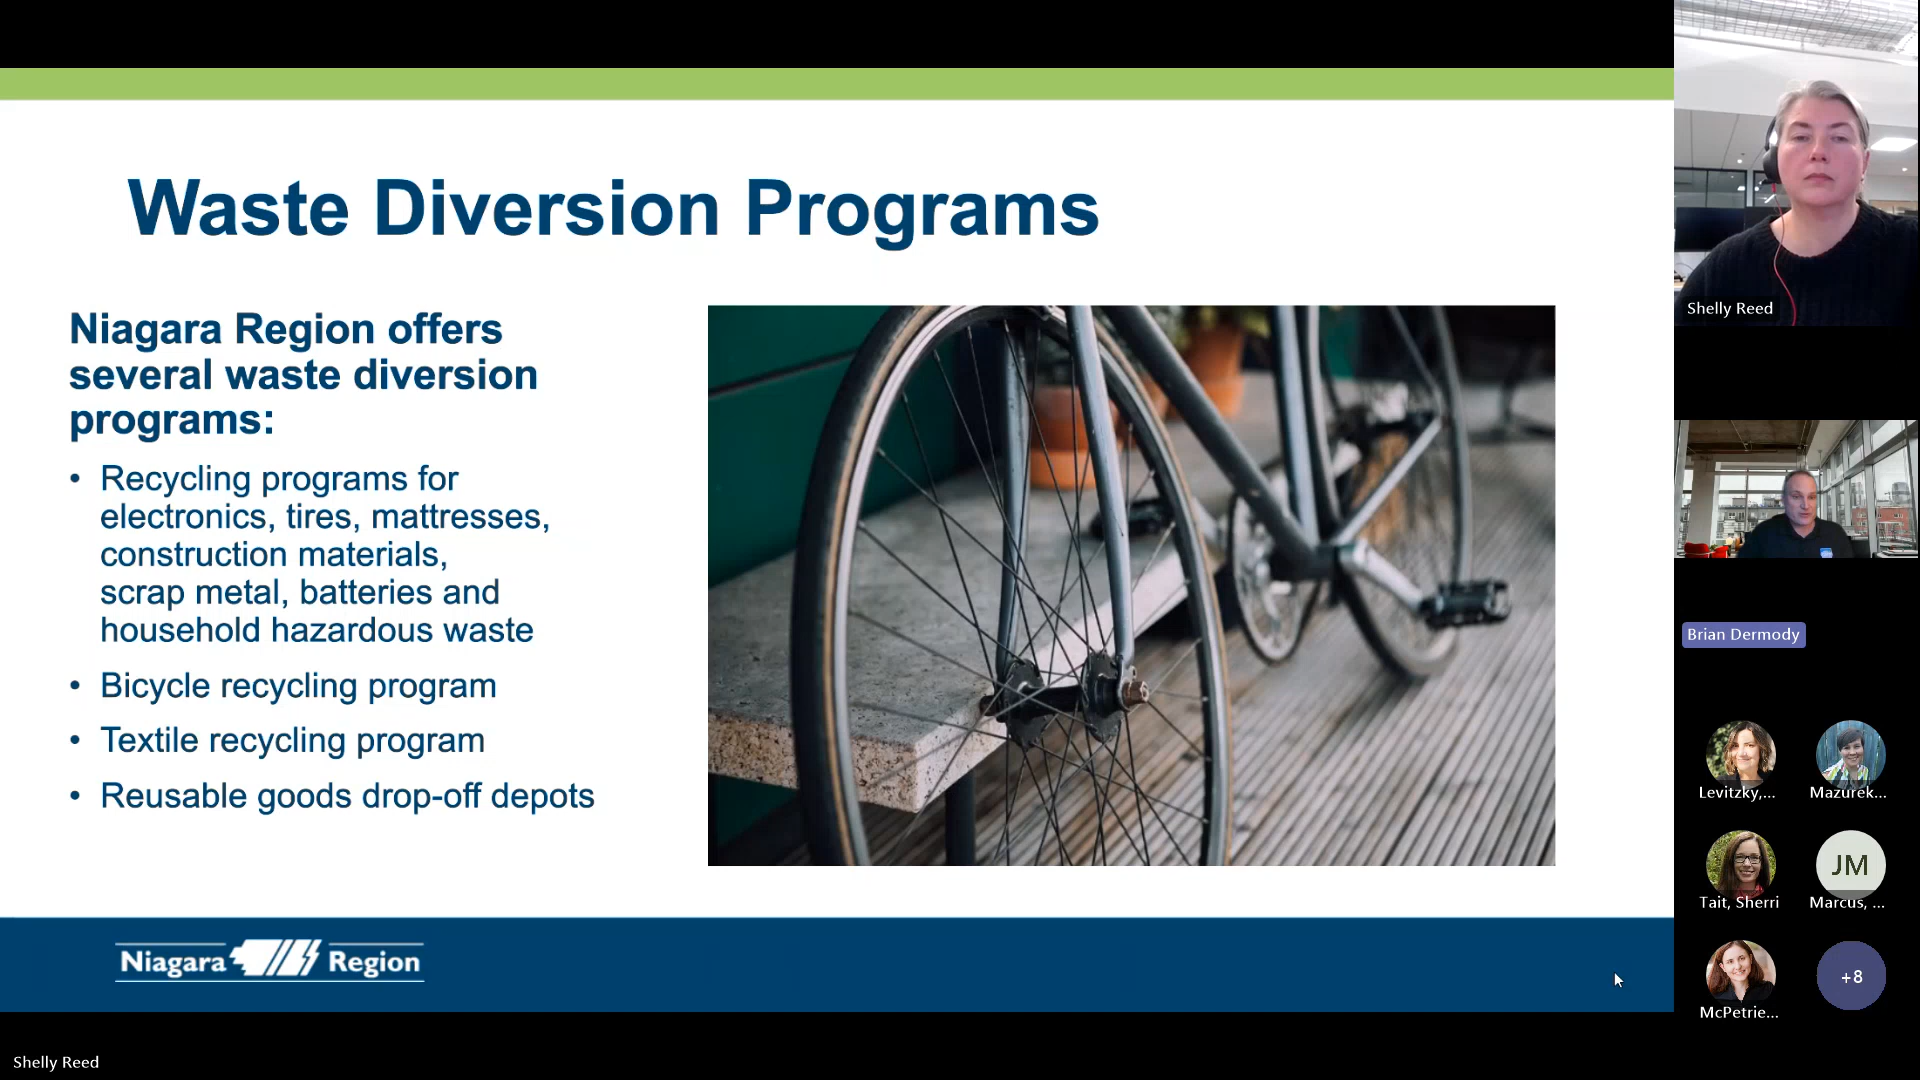 Waste Diversion Programs
Niagara Region offers
several waste diversion
programs:
• Recycling programs for
electronics, tires, mattresses,
construction materials,
scrap metal, batteries and
household hazardous waste
• Bicycle recycling program
• Textile recycling program
• Reusable goods drop-off depots
Niagara Region
Shelly Reed
Shelly Reed
Brian Dermody
Levitzky,...
Mazurek...
Tait, Sherri
JM
Marcus, ...
McPetrie...
+8